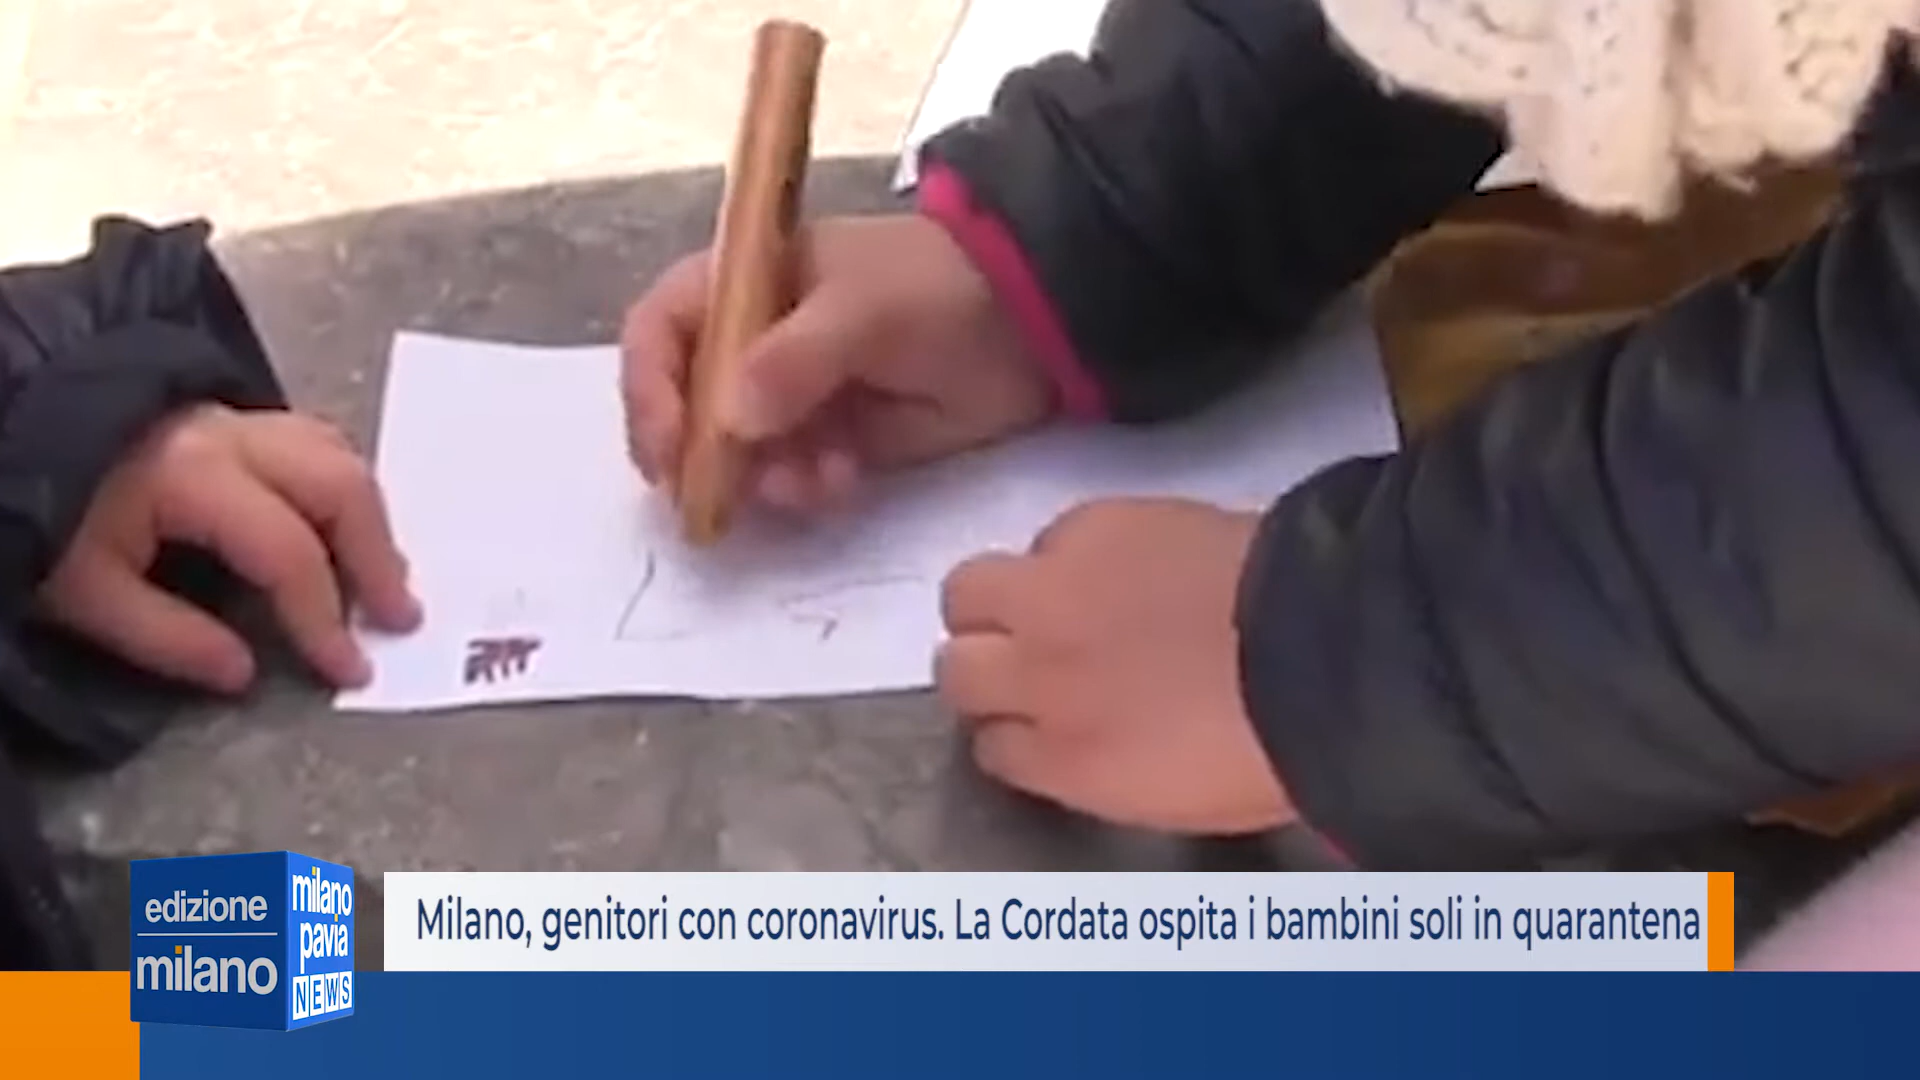 Milano, genitori con coronavirus. La Cordata ospita i bambini soli in quarantena
edizione
milano
milano
pavia
NEWS